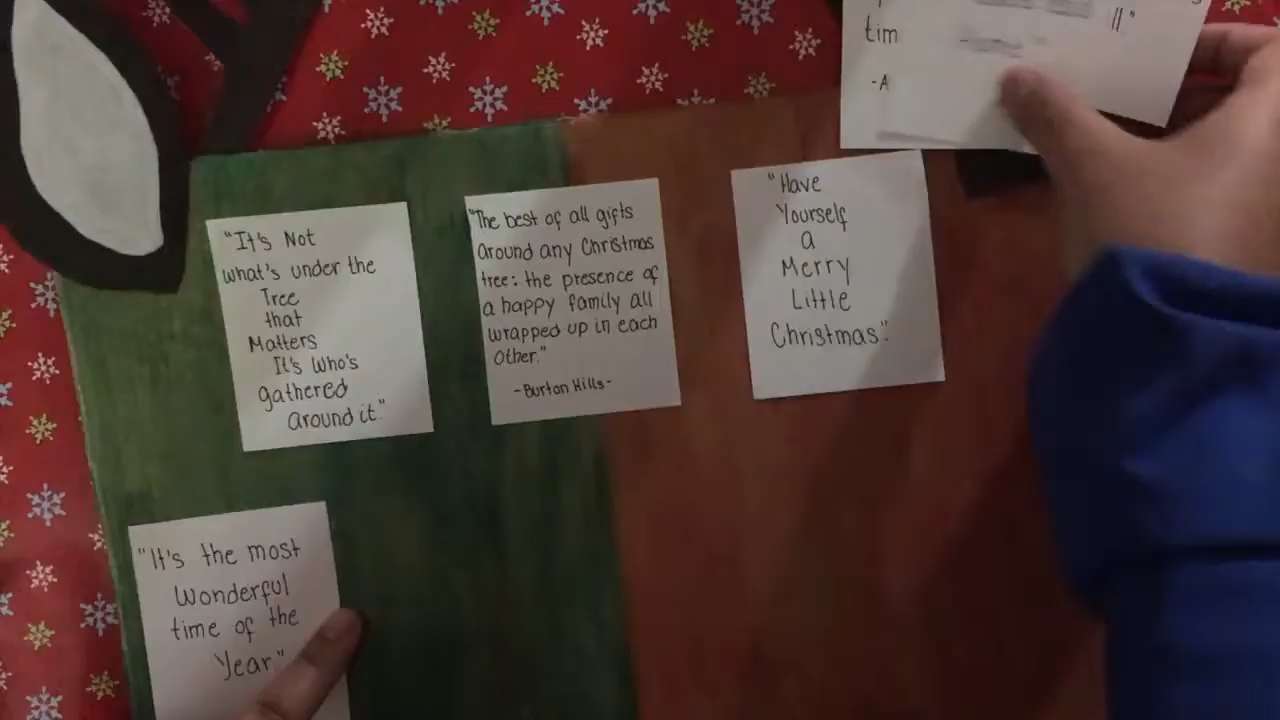 tim
ll"
-A
"It's Not
what's under the
Tree
that
Matters
It's Who's
gathered
around it."
"The best of all gifts
around any Christmas
tree: the presence of
a happy family all
wrapped up in each
other."
-Burton Hills-
"Have
Yourself
a
Merry
Little
Christmas".
"It's the most
wonderful
time of the
Year"